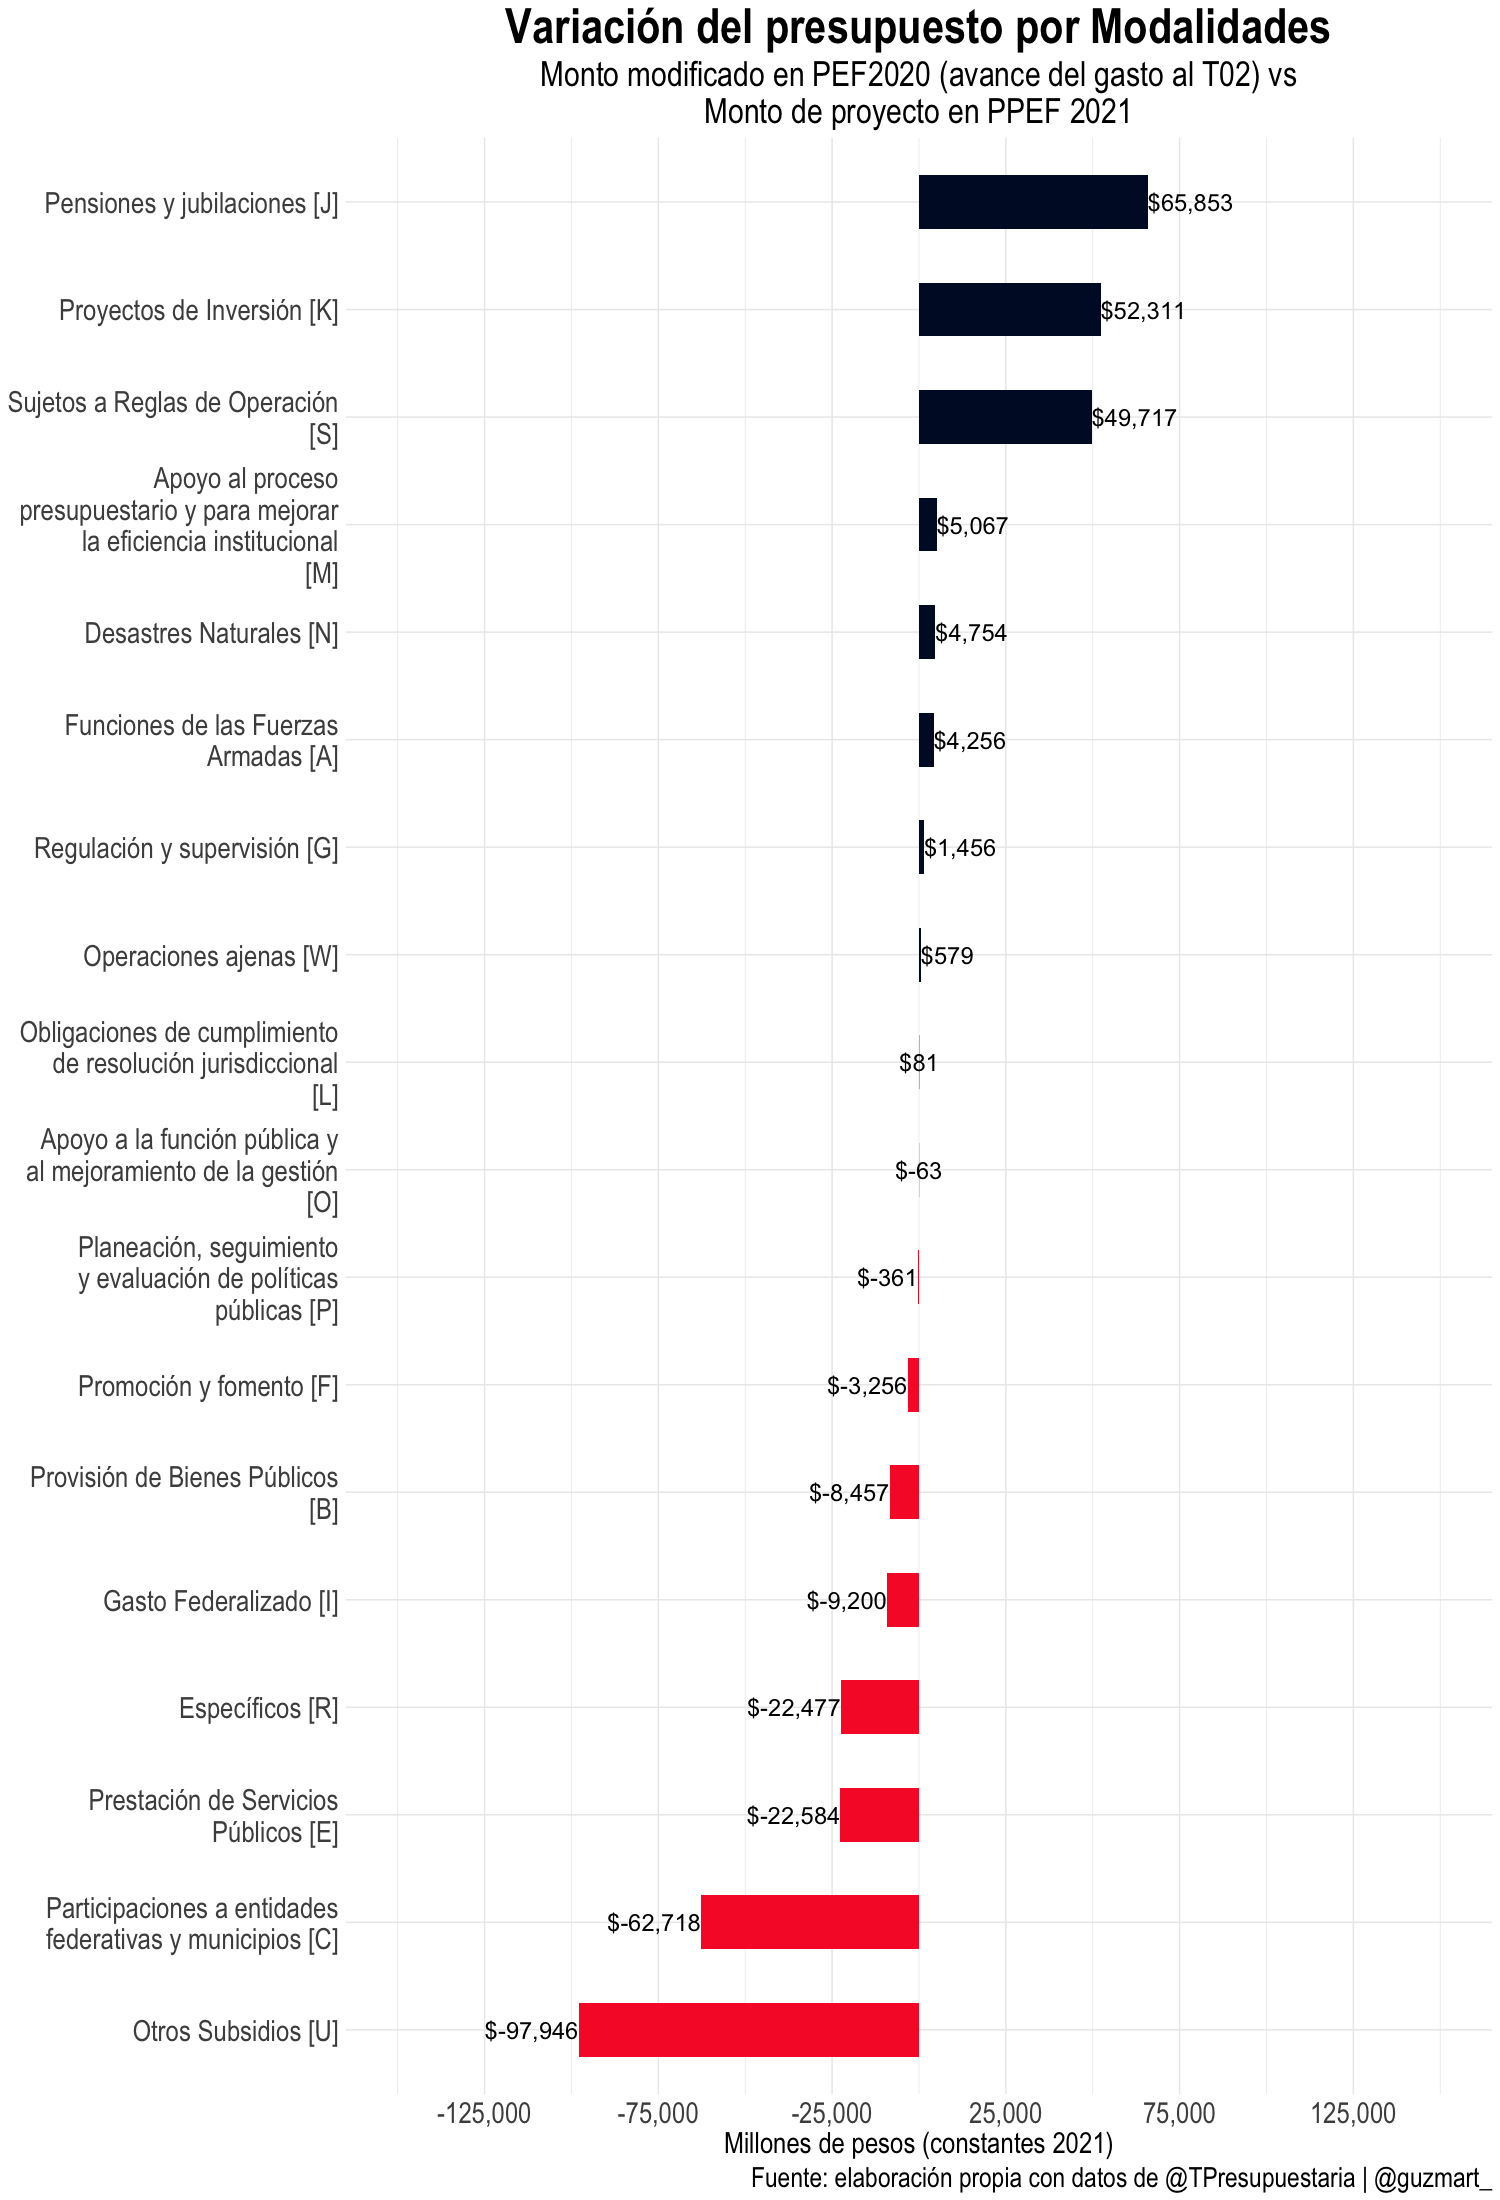 Variación del presupuesto por Modalidades
Monto modificado en PEF2020 (avance del gasto al T02) vs
Monto de proyecto en PPEF 2021
Pensiones y jubilaciones [J]
$65,853
Proyectos de Inversión [K]
$52,311
Sujetos a Reglas de Operación
[S]
$49,717
Apoyo al proceso
presupuestario y para mejorar
la eficiencia institucional
[M]
$5,067
Desastres Naturales [N]
$4,754
Funciones de las Fuerzas
Armadas [A]
$4,256
Regulación y supervisión [G]
$1,456
Operaciones ajenas [W]
$579
Obligaciones de cumplimiento
de resolución jurisdiccional
[L]
$81
Apoyo a la función pública y
al mejoramiento de la gestión
[O]
$-63
Planeación, seguimiento
y evaluación de políticas
públicas [P]
$-361
Promoción y fomento [F]
$-3,256
Provisión de Bienes Públicos
[B]
$-8,457
Gasto Federalizado [I]
$-9,200
Específicos [R]
$-22,477
Prestación de Servicios
Públicos [E]
$-22,584
Participaciones a entidades
federativas y municipios [C]
$-62,718
Otros Subsidios [U]
$-97,946
-125,000 -75,000 -25,000 25,000 75,000 125,000
Millones de pesos (constantes 2021)
Fuente: elaboración propia con datos de @TPresupuestaria | @guzmart_